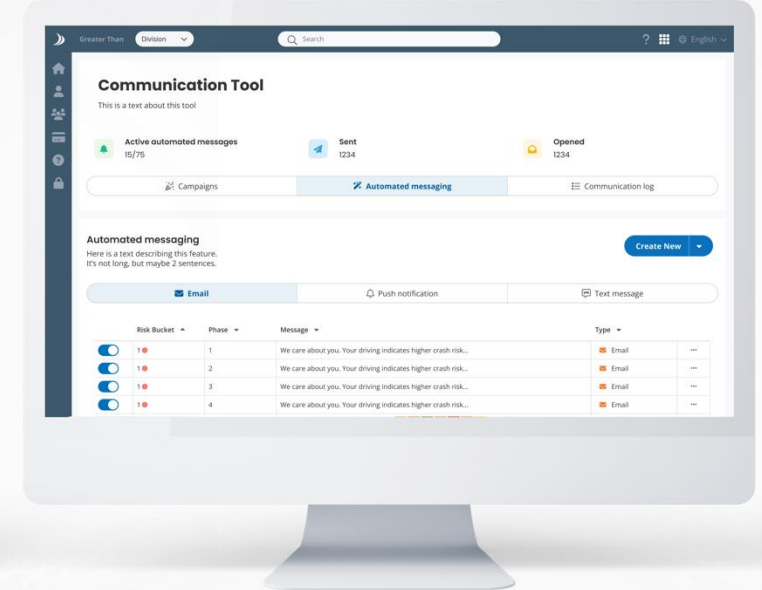 Greater Than Division Search ? English
Communication Tool
This is a text about this tool
Active automated messages
15/75
Sent
1234
Opened
1234
Campaigns Automated messaging Communication log
Automated messaging
Here is a text describing this feature.
It's not long, but maybe 2 sentences.
Create New
Email Push notification Text message
Risk Bucket Phase Message Type
1 1 We care about you. Your driving indicates higher crash risk... Email ...
1 2 We care about you. Your driving indicates higher crash risk... Email ...
1 3 We care about you. Your driving indicates higher crash risk... Email ...
1 4 We care about you. Your driving indicates higher crash risk... Email ...